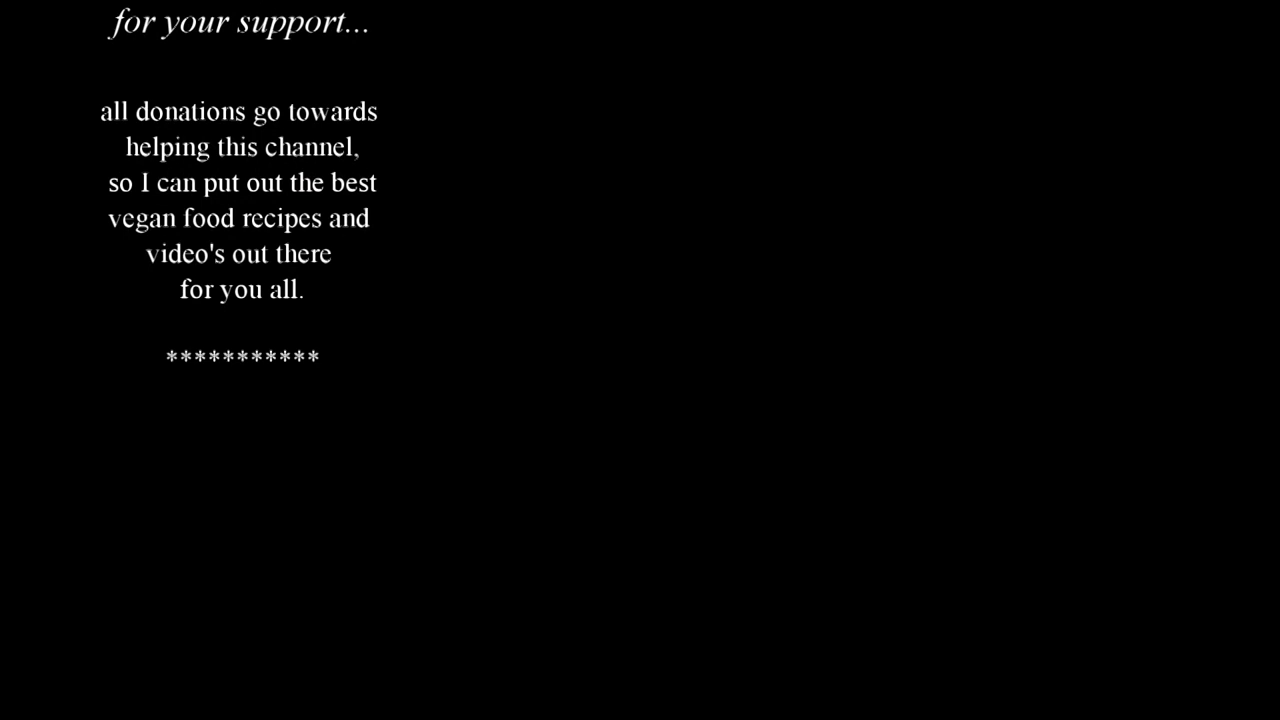 for your support...
all donations go towards
helping this channel,
so I can put out the best
vegan food recipes and
video's out there
for you all.
***********